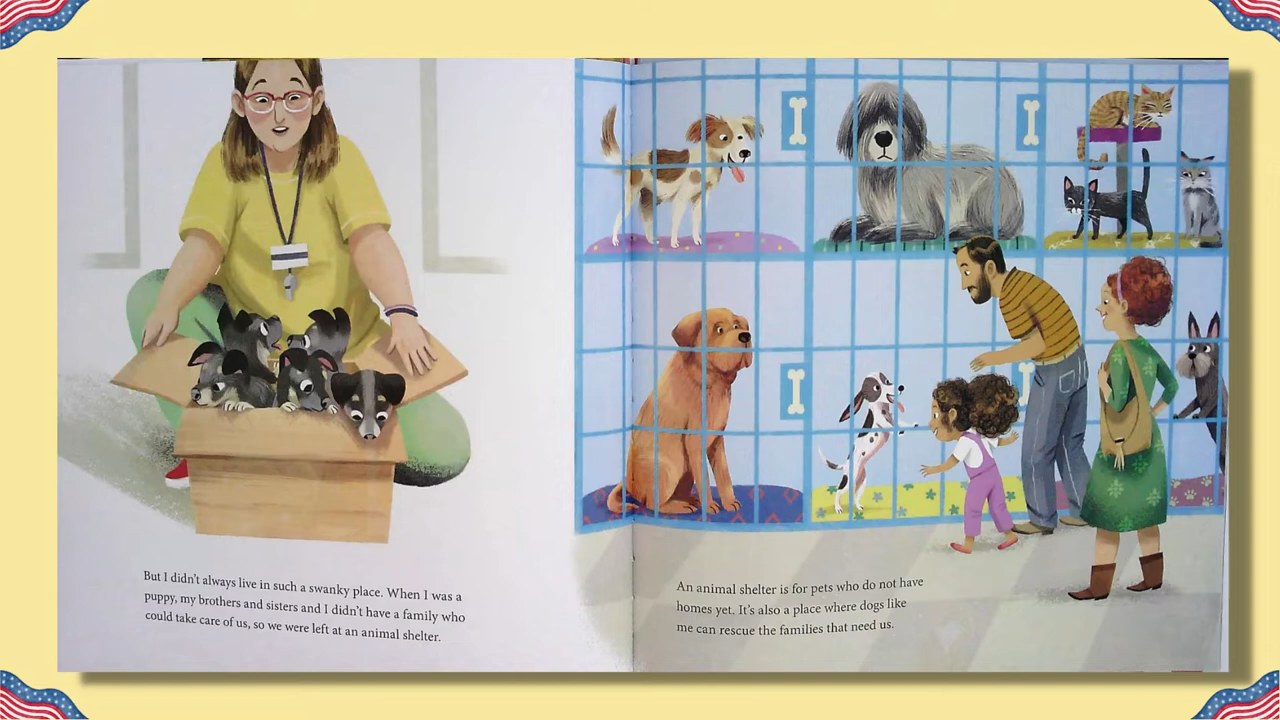 But I didn't always live in such a swanky place. When I was a
puppy, my brothers and sisters and I didn't have a family who
could take care of us, so we were left at an animal shelter.
An animal shelter is for pets who do not have
homes yet. It's also a place where dogs like
me can rescue the families that need us.